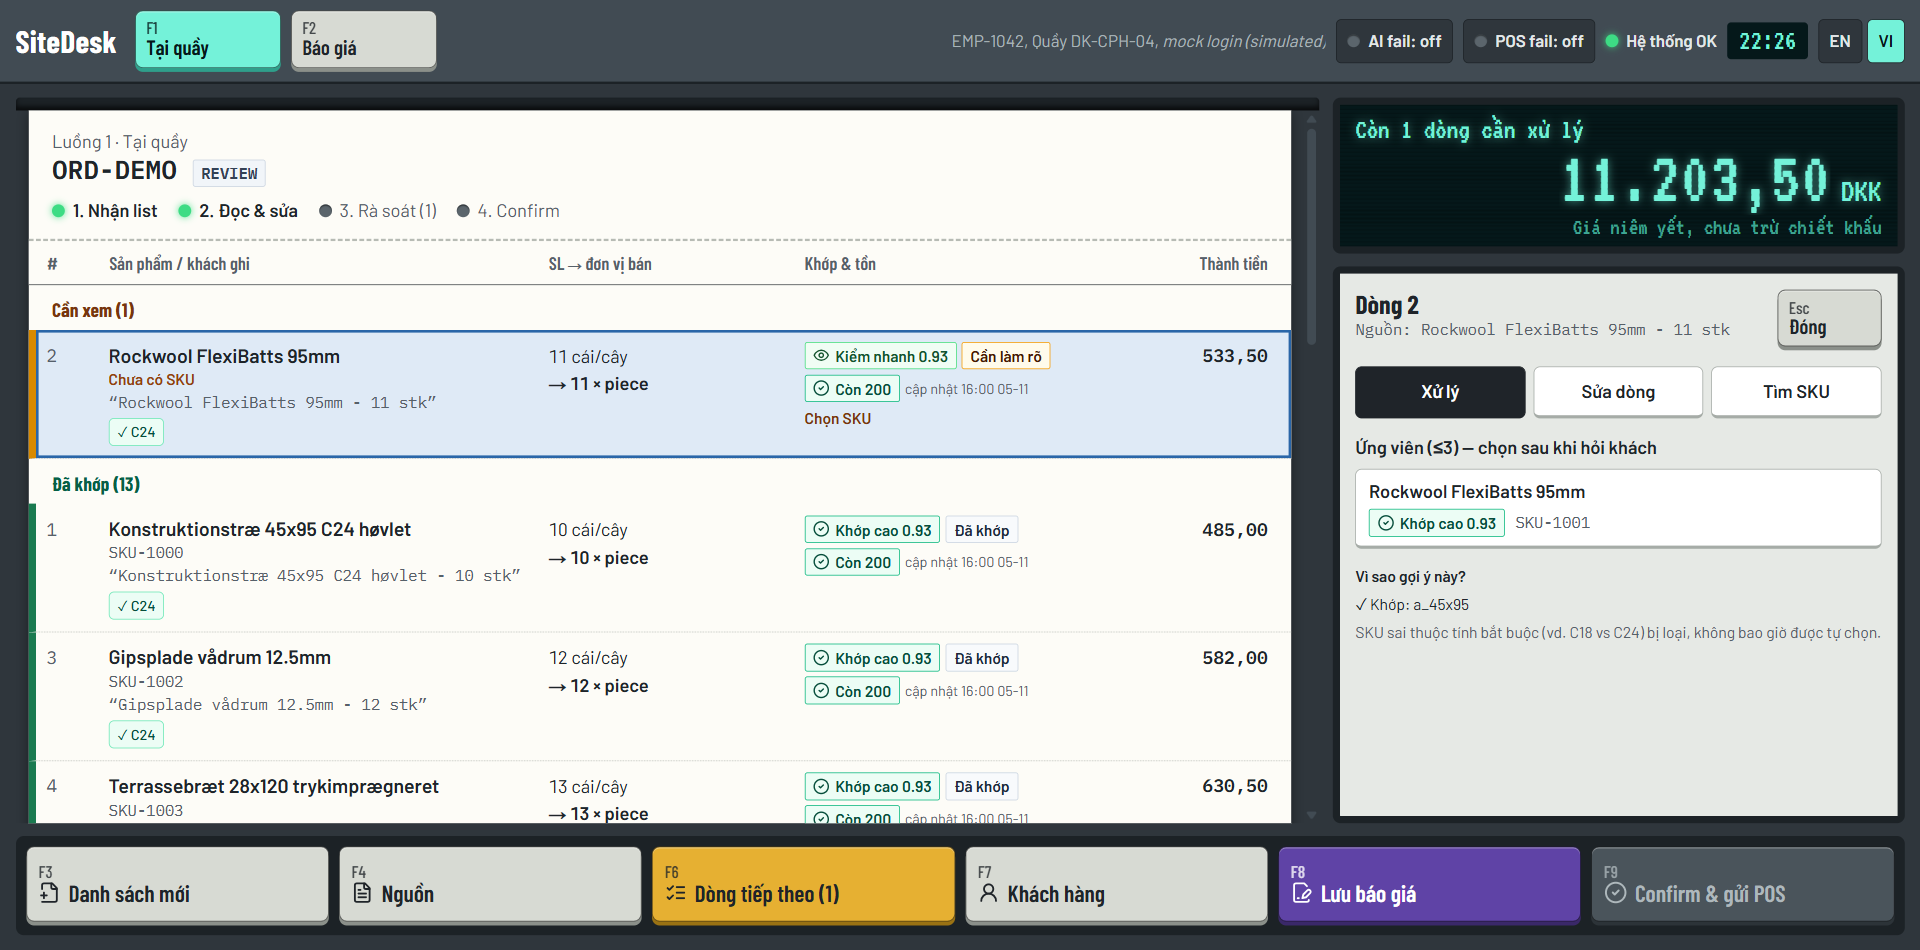 SiteDesk
F1
Tại quầy
F2
Báo giá
EMP-1042, Quầy DK-CPH-04, mock login (simulated)
AI fail: off
POS fail: off
Hệ thống OK
22:26
EN
VI
Luồng 1 · Tại quầy
ORD-DEMO REVIEW
1. Nhận list 2. Đọc & sửa 3. Rà soát (1) 4. Confirm
# Sản phẩm / khách ghi SL → đơn vị bán Khớp & tồn Thành tiền
Cần xem (1)
2 Rockwool FlexiBatts 95mm 11 cái/cây Kiểm nhanh 0.93 Cần làm rõ 533,50
Chưa có SKU → 11 × piece Còn 200 cập nhật 16:00 05-11
“Rockwool FlexiBatts 95mm - 11 stk” Chọn SKU
✓ C24
Đã khớp (13)
1 Konstruktionstræ 45x95 C24 høvlet 10 cái/cây Khớp cao 0.93 Đã khớp 485,00
SKU-1000 → 10 × piece Còn 200 cập nhật 16:00 05-11
“Konstruktionstræ 45x95 C24 høvlet - 10 stk”
✓ C24
3 Gipsplade vådrum 12.5mm 12 cái/cây Khớp cao 0.93 Đã khớp 582,00
SKU-1002 → 12 × piece Còn 200 cập nhật 16:00 05-11
“Gipsplade vådrum 12.5mm - 12 stk”
✓ C24
4 Terrassebræt 28x120 trykimprægneret 13 cái/cây Khớp cao 0.93 Đã khớp 630,50
SKU-1003 → 13 × piece Còn 200 cập nhật 16:00 05-11
Còn 1 dòng cần xử lý
11.203,50 DKK
Giá niêm yết, chưa trừ chiết khấu
Dòng 2
Nguồn: Rockwool FlexiBatts 95mm - 11 stk
Esc
Đóng
Xử lý
Sửa dòng
Tìm SKU
Ứng viên (≤3) — chọn sau khi hỏi khách
Rockwool FlexiBatts 95mm
Khớp cao 0.93 SKU-1001
Vì sao gợi ý này?
✓ Khớp: a_45x95
SKU sai thuộc tính bắt buộc (vd. C18 vs C24) bị loại, không bao giờ được tự chọn.
F3
Danh sách mới
F4
Nguồn
F6
Dòng tiếp theo (1)
F7
Khách hàng
F8
Lưu báo giá
F9
Confirm & gửi POS